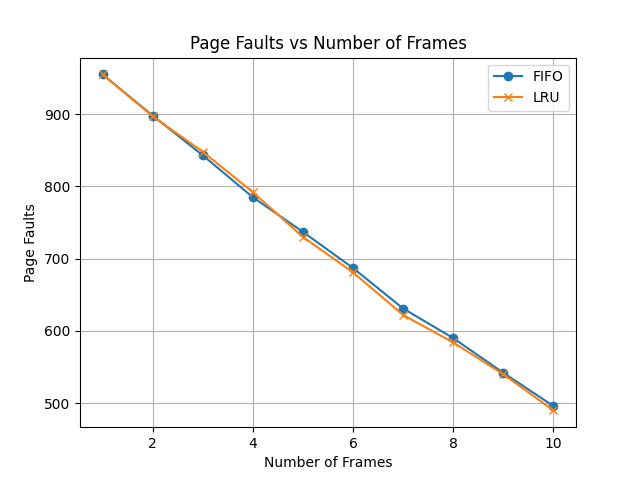 Page Faults vs Number of Frames
FIFO
LRU
900
800
700
600
500
Page Faults
2 4 6 8 10
Number of Frames